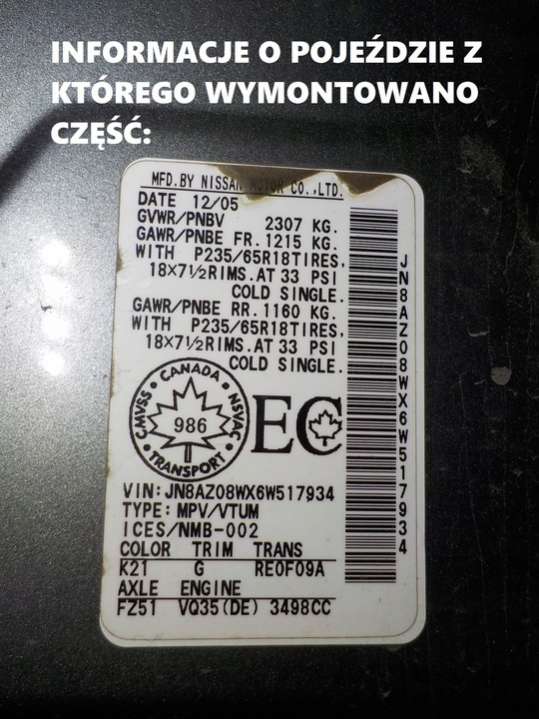 INFORMACJE O POJEŹDZIE Z
KTÓREGO WYMONTOWANO
CZĘŚĆ:
MFD.BY NISSAN MOTOR CO.,LTD.
DATE 12/05
GVWR/PNBV 2307 KG.
GAWR/PNBE FR.1215 KG.
WITH P235/65R18TIRES.
18X7½RIMS.AT 33 PSI
COLD SINGLE.
GAWR/PNBE RR.1160 KG.
WITH P235/65R18TIRES.
18X7½RIMS.AT 33 PSI
COLD SINGLE.
CANADA
CMVSS NSVAC
986
TRANSPORT
EC
VIN:JN8AZ08WX6W517934
TYPE:MPV/VTUM
ICES/NMB-002
COLOR TRIM TRANS
K21 G RE0F09A
AXLE ENGINE
FZ51 VQ35(DE) 3498CC
JN8AZ08WX6W517934